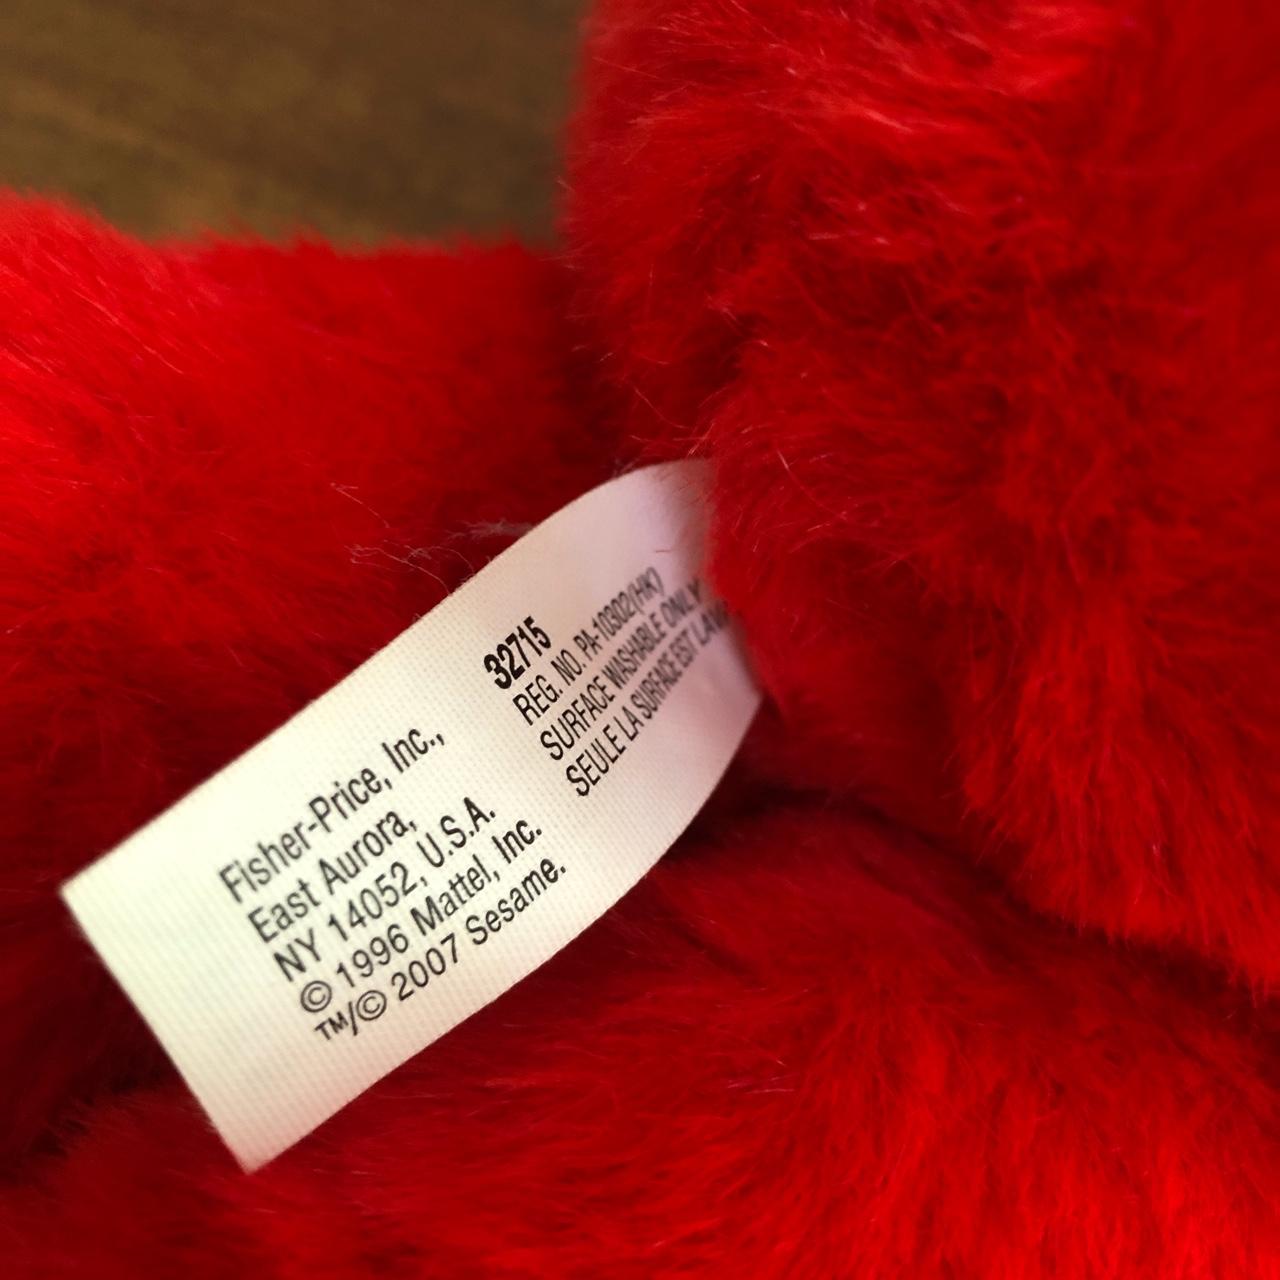 32715
REG. NO. PA-10302(HK)
SURFACE WASHABLE ONLY
SEULE LA SURFACE EST
Fisher-Price, Inc.,
East Aurora,
NY 14052, U.S.A.
© 1996 Mattel, Inc.
™/© 2007 Sesame.